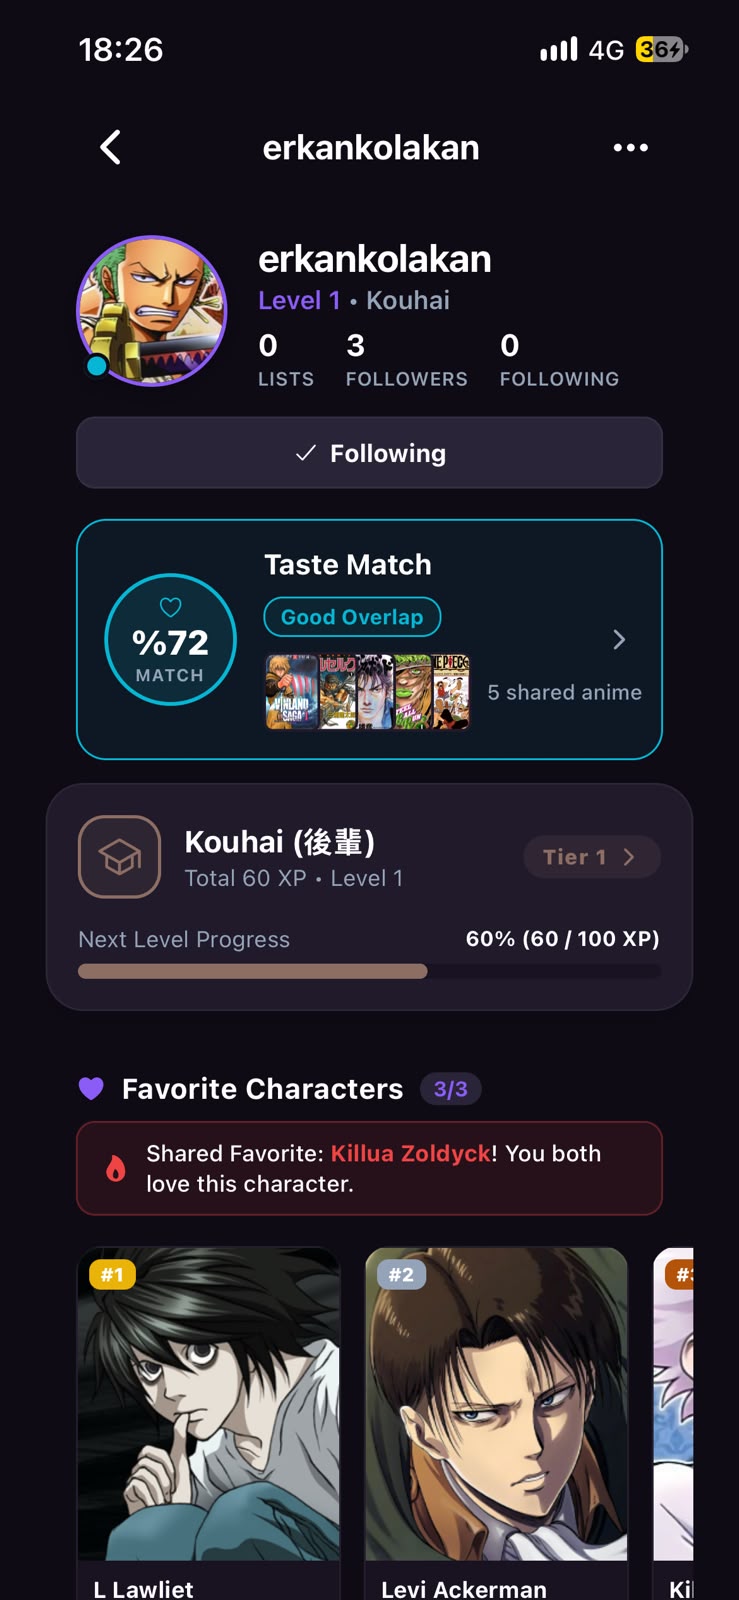 18:26
4G
36
erkankolakan
erkankolakan
Level 1 • Kouhai
0 3 0
LISTS FOLLOWERS FOLLOWING
Following
Taste Match
Good Overlap
%72
MATCH
VINLAND
SAGA
5 shared anime
Kouhai (後輩)
Total 60 XP • Level 1
Tier 1
Next Level Progress
60% (60 / 100 XP)
Favorite Characters
3/3
Shared Favorite: Killua Zoldyck! You both
love this character.
#1
#2
L Lawliet
Levi Ackerman